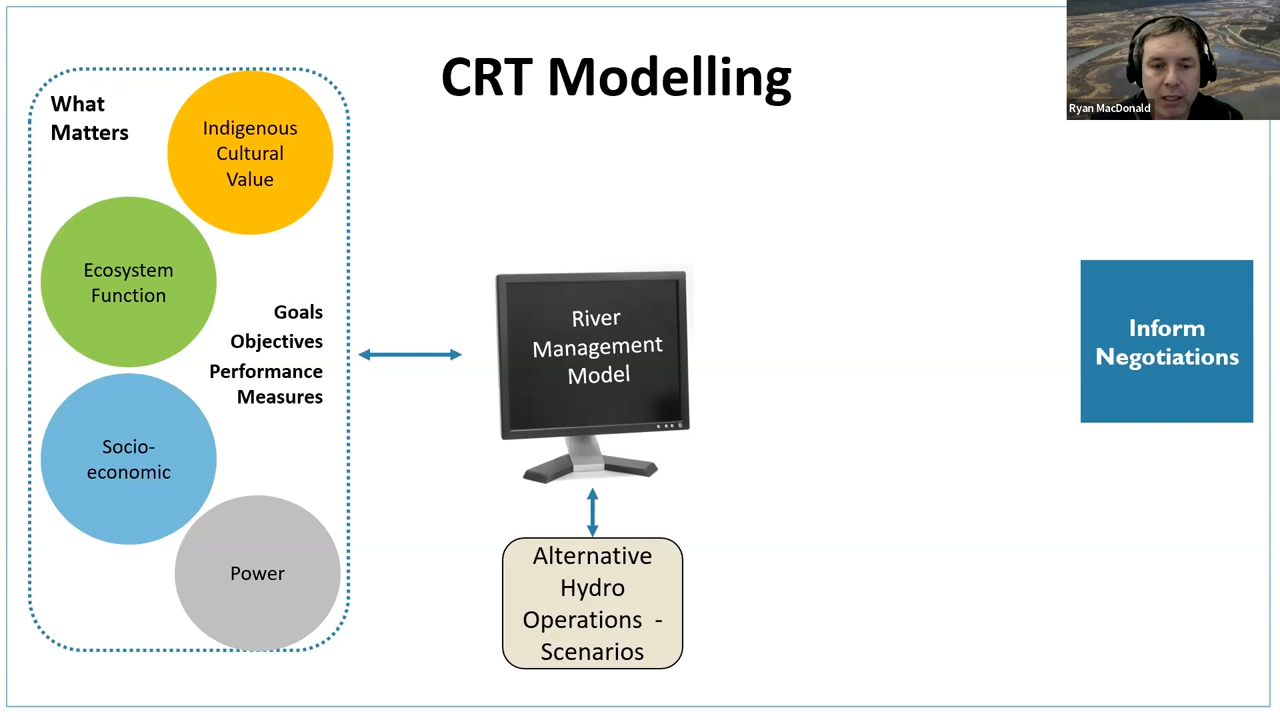 CRT Modelling
Ryan MacDonald
What
Matters
Indigenous
Cultural
Value
Ecosystem
Function
Goals
Objectives
Performance
Measures
Socio-
economic
Power
River
Management
Model
Alternative
Hydro
Operations -
Scenarios
Inform
Negotiations